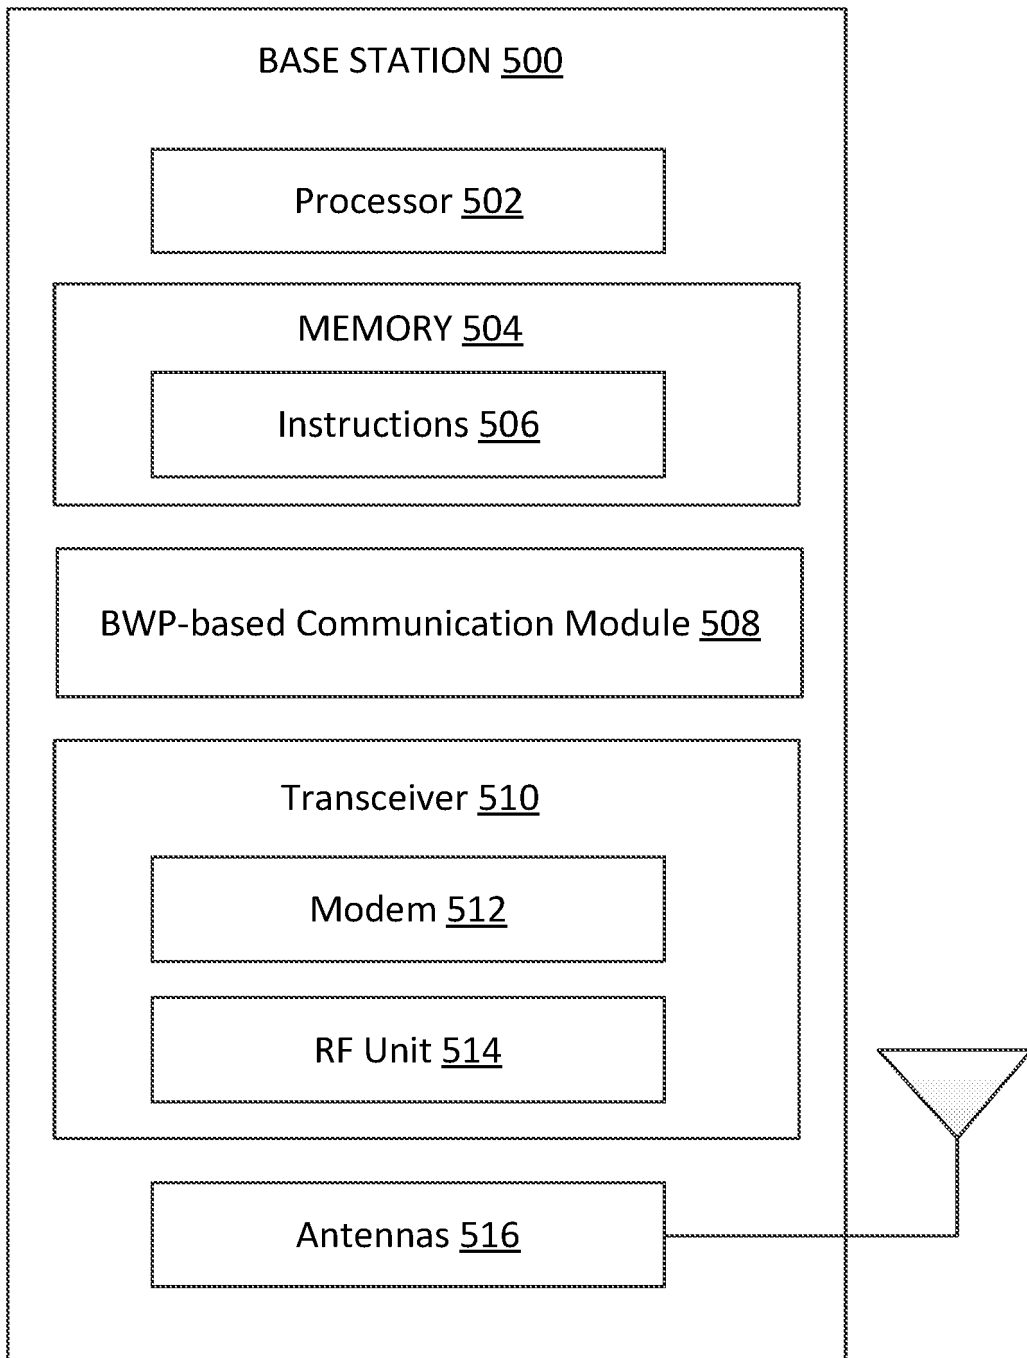 BASE STATION 500
Processor 502
MEMORY 504
Instructions 506
BWP-based Communication Module 508
Transceiver 510
Modem 512
RF Unit 514
Antennas 516